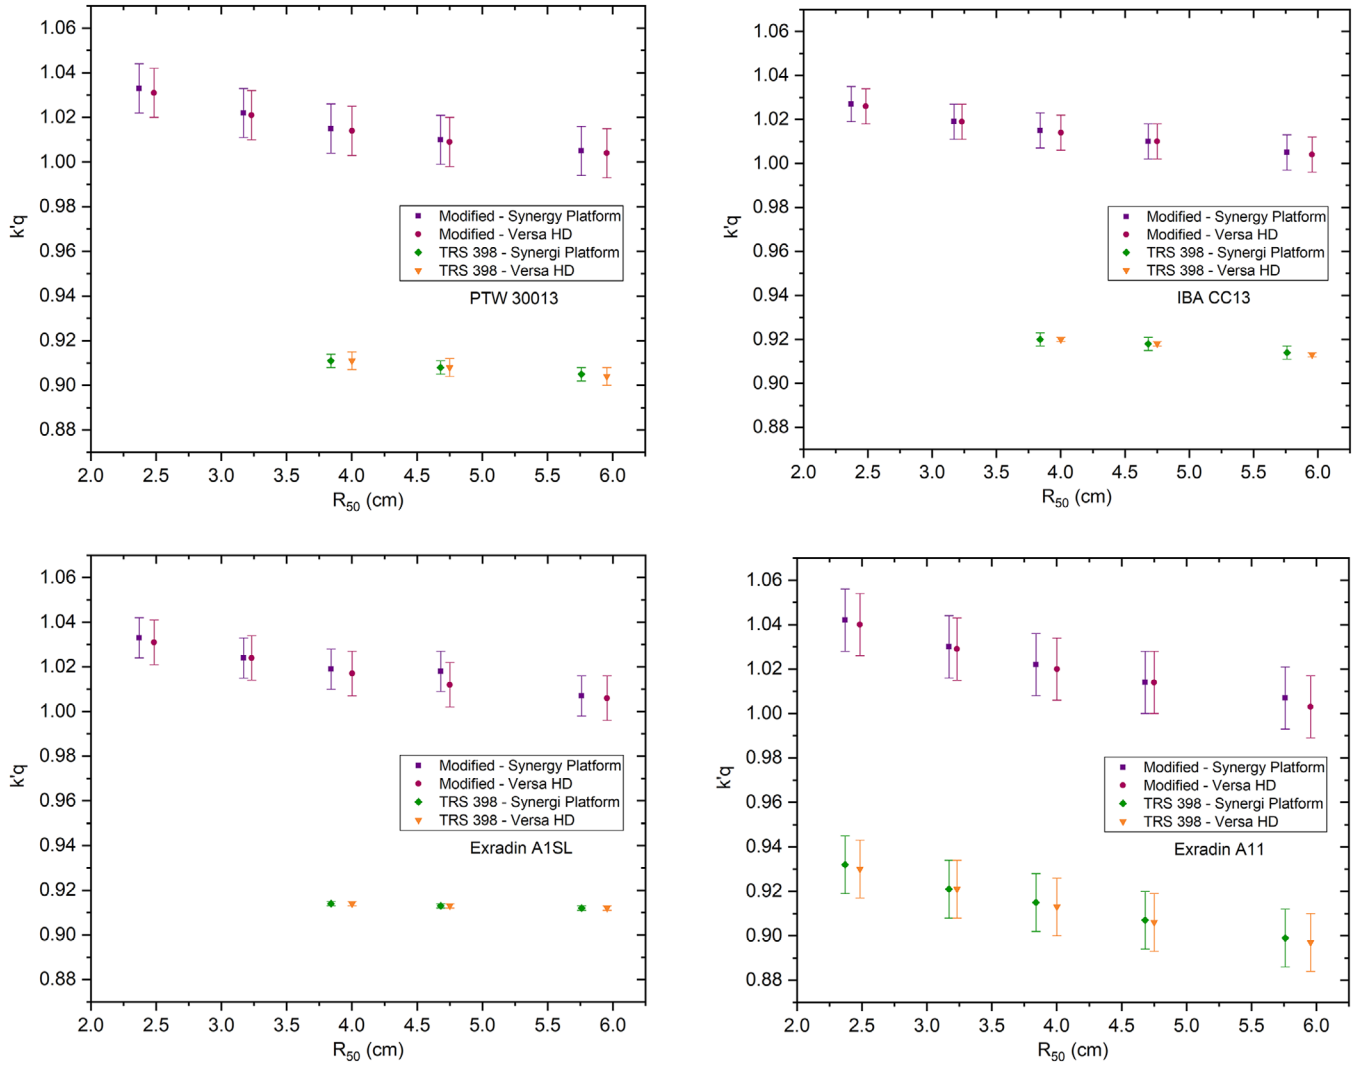 1.06
1.04
1.02
1.00
0.98
0.96
0.94
0.92
0.90
0.88
k'q
Modified - Synergy Platform
Modified - Versa HD
TRS 398 - Synergi Platform
TRS 398 - Versa HD
PTW 30013
2.0 2.5 3.0 3.5 4.0 4.5 5.0 5.5 6.0
R50 (cm)
1.06
1.04
1.02
1.00
0.98
0.96
0.94
0.92
0.90
0.88
k'q
Modified - Synergy Platform
Modified - Versa HD
TRS 398 - Synergi Platform
TRS 398 - Versa HD
IBA CC13
2.0 2.5 3.0 3.5 4.0 4.5 5.0 5.5 6.0
R50 (cm)
1.06
1.04
1.02
1.00
0.98
0.96
0.94
0.92
0.90
0.88
k'q
Modified - Synergy Platform
Modified - Versa HD
TRS 398 - Synergi Platform
TRS 398 - Versa HD
Exradin A1SL
2.0 2.5 3.0 3.5 4.0 4.5 5.0 5.5 6.0
R50 (cm)
1.06
1.04
1.02
1.00
0.98
0.96
0.94
0.92
0.90
0.88
k'q
Modified - Synergy Platform
Modified - Versa HD
TRS 398 - Synergi Platform
TRS 398 - Versa HD
Exradin A11
2.0 2.5 3.0 3.5 4.0 4.5 5.0 5.5 6.0
R50 (cm)